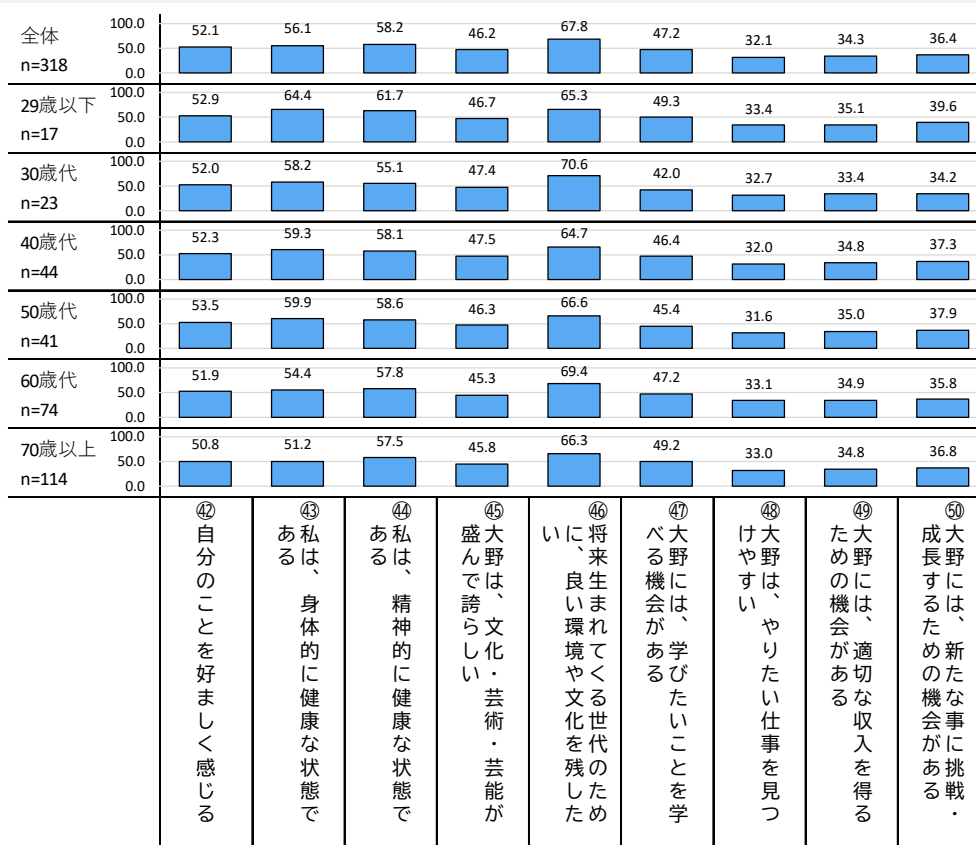 全体
n=318
100.0
50.0
0.0
52.1 56.1 58.2 46.2 67.8 47.2 32.1 34.3 36.4
29歳以下
n=17
100.0
50.0
0.0
52.9 64.4 61.7 46.7 65.3 49.3 33.4 35.1 39.6
30歳代
n=23
100.0
50.0
0.0
52.0 58.2 55.1 47.4 70.6 42.0 32.7 33.4 34.2
40歳代
n=44
100.0
50.0
0.0
52.3 59.3 58.1 47.5 64.7 46.4 32.0 34.8 37.3
50歳代
n=41
100.0
50.0
0.0
53.5 59.9 58.6 46.3 66.6 45.4 31.6 35.0 37.9
60歳代
n=74
100.0
50.0
0.0
51.9 54.4 57.8 45.3 69.4 47.2 33.1 34.9 35.8
70歳以上
n=114
100.0
50.0
0.0
50.8 51.2 57.5 45.8 66.3 49.2 33.0 34.8 36.8
㊷自分のことを好ましく感じる
㊸私は、身体的に健康な状態で
ある
㊹私は、精神的に健康な状態で
ある
㊺大野は、文化・芸術・芸能が
盛んで誇らしい
㊻将来生まれてくる世代のため
に、良い環境や文化を残した
い
㊼大野には、学びたいことを学
べる機会がある
㊽大野は、やりたい仕事を見つ
けやすい
㊾大野には、適切な収入を得る
ための機会がある
㊿大野には、新たな事に挑戦・
成長するための機会がある